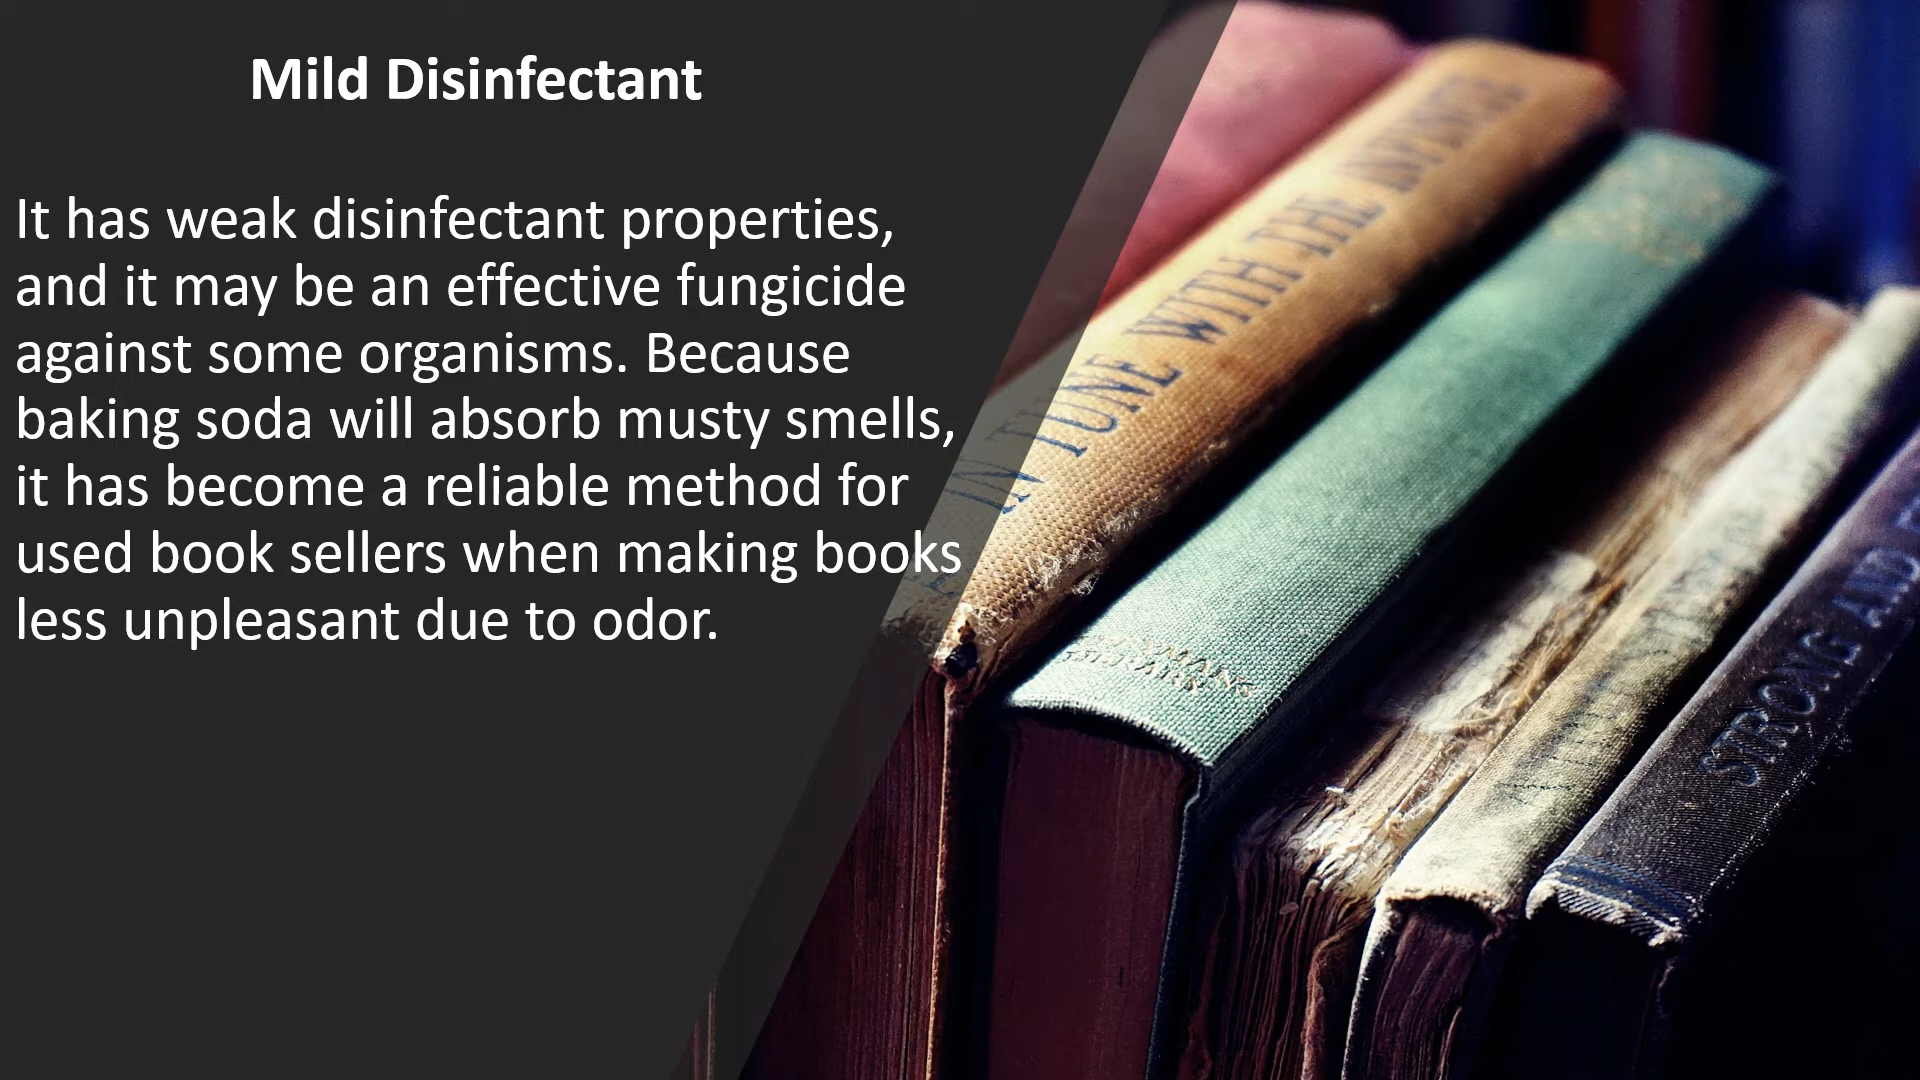 Mild Disinfectant
It has weak disinfectant properties,
and it may be an effective fungicide
against some organisms. Because
baking soda will absorb musty smells,
it has become a reliable method for
used book sellers when making books
less unpleasant due to odor.
IN TUNE WITH THE INFINITE
STRONG AND